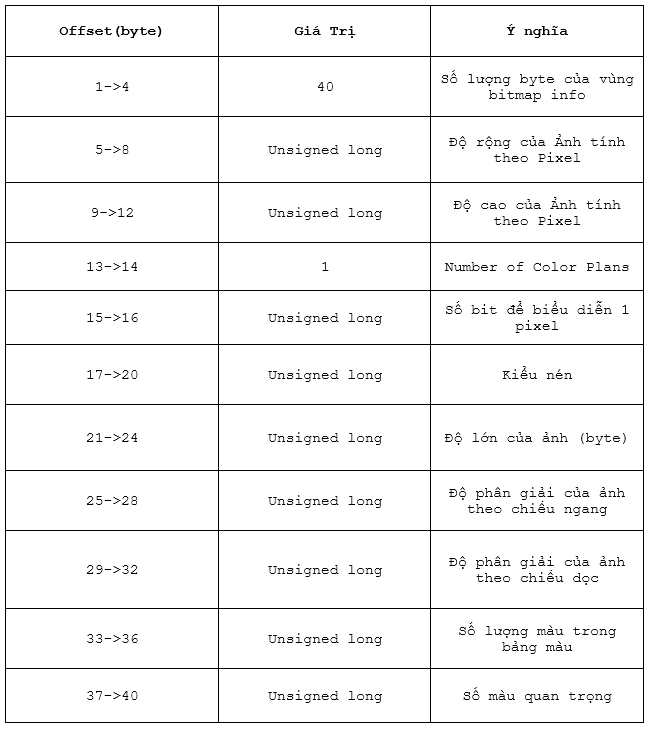 Offset(byte) Giá Trị Ý nghĩa
1->4 40 Số lượng byte của vùng
bitmap info
5->8 Unsigned long Độ rộng của Ảnh tính
theo Pixel
9->12 Unsigned long Độ cao của Ảnh tính
theo Pixel
13->14 1 Number of Color Plans
15->16 Unsigned long Số bit để biểu diễn 1
pixel
17->20 Unsigned long Kiểu nén
21->24 Unsigned long Độ lớn của ảnh (byte)
25->28 Unsigned long Độ phân giải của ảnh
theo chiều ngang
29->32 Unsigned long Độ phân giải của ảnh
theo chiều dọc
33->36 Unsigned long Số lượng màu trong
bảng màu
37->40 Unsigned long Số màu quan trọng